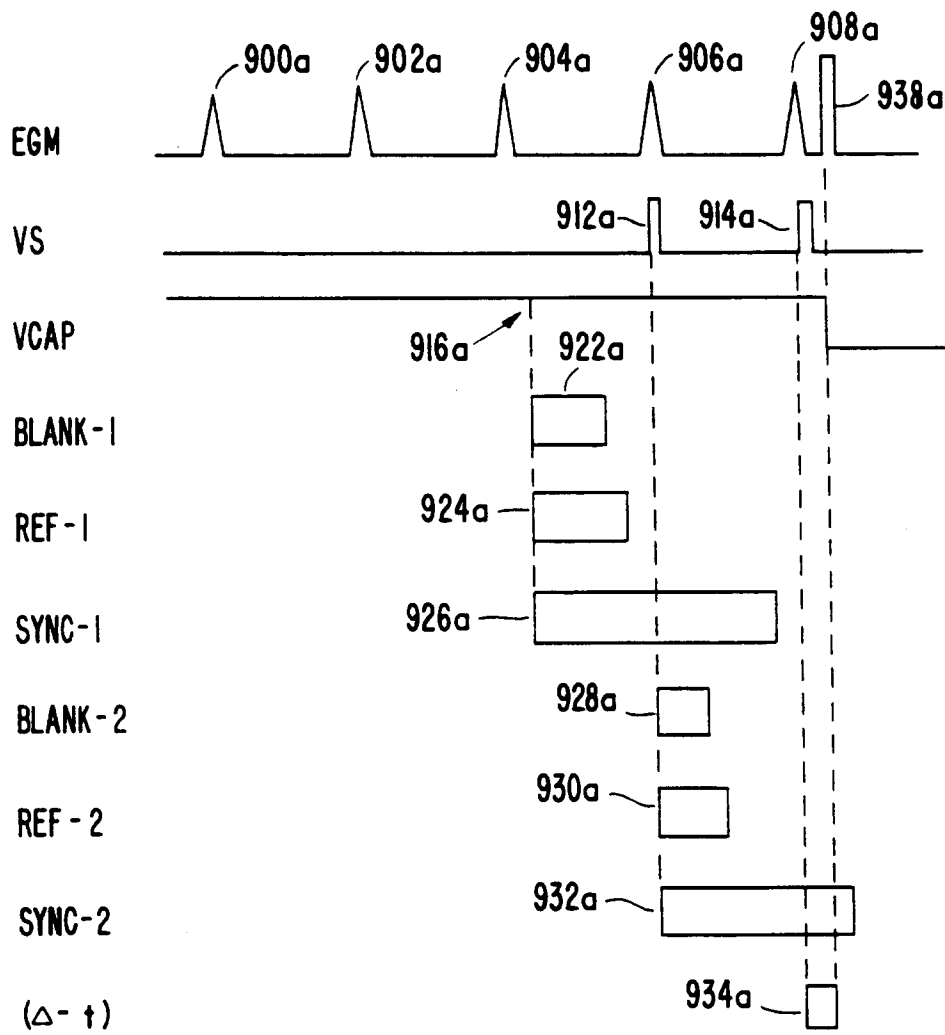 900a 902a 904a 906a 908a
938a
EGM
912a 914a
VS
VCAP
916a 922a
BLANK-1
REF-1 924a
SYNC-1 926a
BLANK-2 928a
930a
REF-2
SYNC-2 932a
(Δ-t) 934a